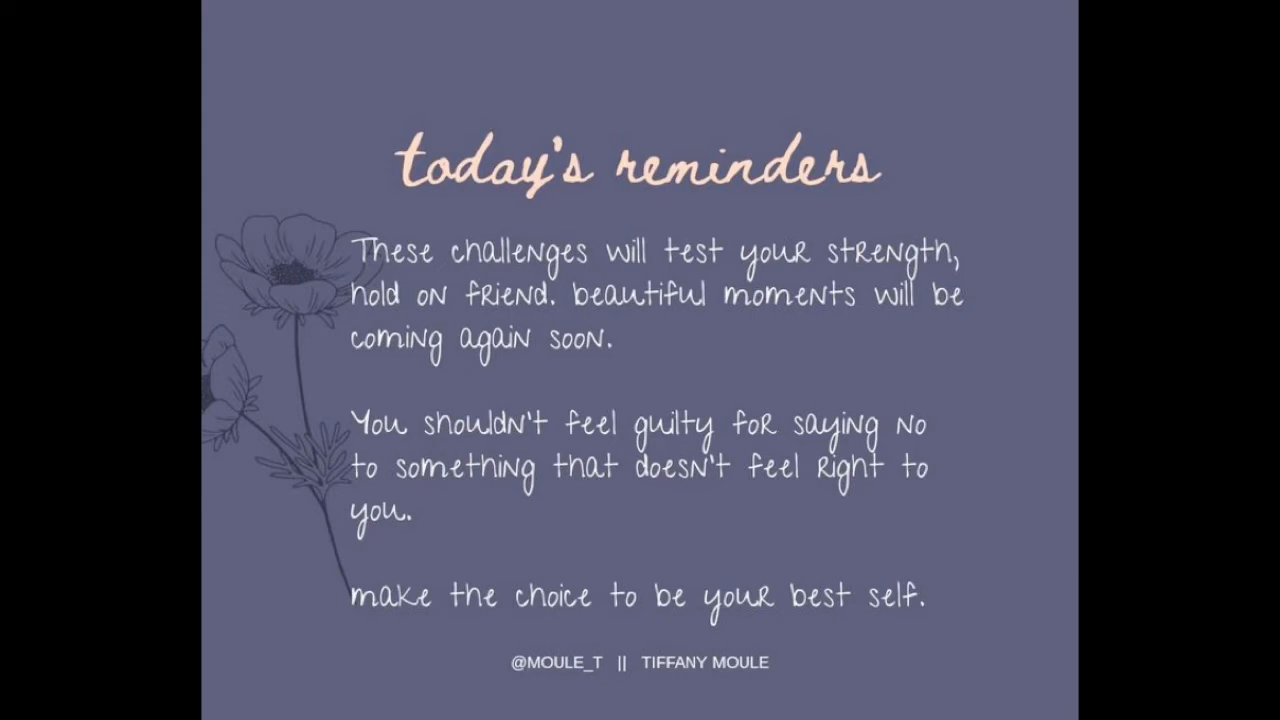 today's reminders
These challenges will test your strength,
hold on friend. beautiful moments will be
coming again soon.
You shouldn't feel guilty for saying no
to something that doesn't feel right to
you.
make the choice to be your best self.
@MOULE_T || TIFFANY MOULE